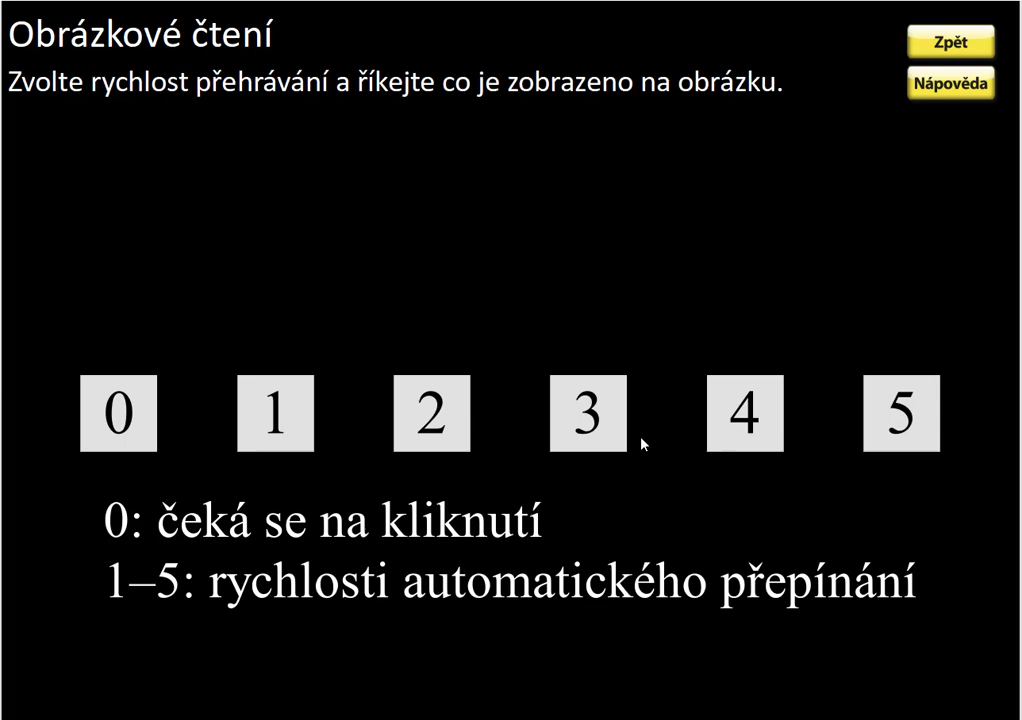 Obrázkové čtení
Zpět
Zvolte rychlost přehrávání a říkejte co je zobrazeno na obrázku.
Nápověda
0 1 2 3 4 5
0: čeká se na kliknutí
1–5: rychlosti automatického přepínání